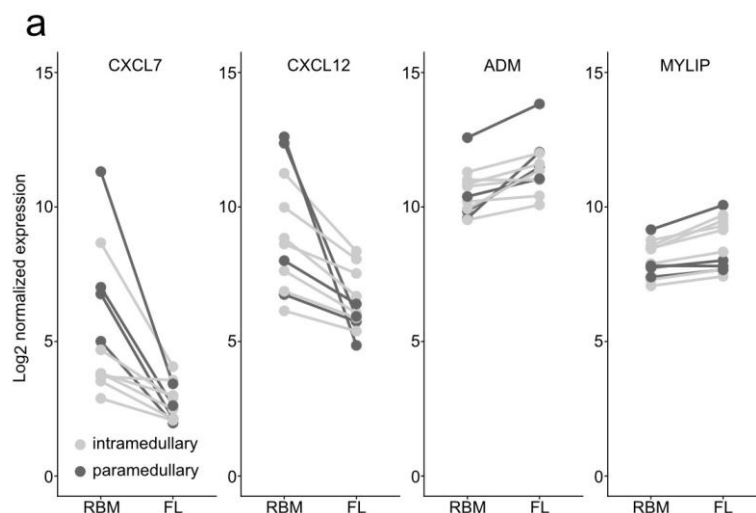 a
CXCL7 CXCL12 ADM MYLIP
Log2 normalized expression
15 15 15 15
10 10 10 10
5 5 5 5
0 0 0 0
intramedullary
paramedullary
RBM FL RBM FL RBM FL RBM FL